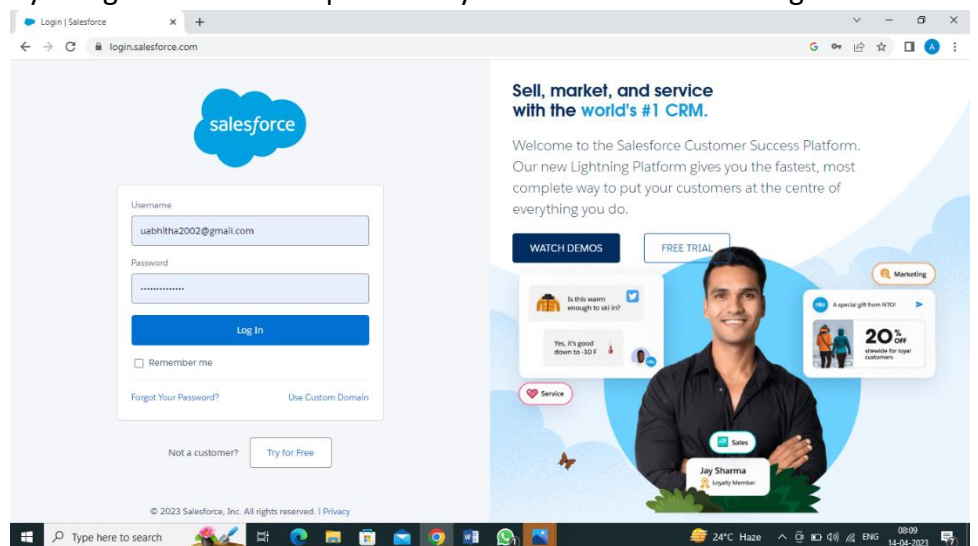 Login | Salesforce
login.salesforce.com
A
salesforce
Username
uabhitha2002@gmail.com
Password
Log In
Remember me
Forgot Your Password?
Use Custom Domain
Not a customer?
Try for Free
© 2023 Salesforce, Inc. All rights reserved. | Privacy
Sell, market, and service
with the world's #1 CRM.
Welcome to the Salesforce Customer Success Platform.
Our new Lightning Platform gives you the fastest, most
complete way to put your customers at the centre of
everything you do.
WATCH DEMOS
FREE TRIAL
Marketing
Is this warm
enough to ski in?
Yes, it's good
down to -10 F
A special gift from NTO!
20% OFF
sitewide for loyal
customers
Service
Sales
Jay Sharma
Loyalty Member
Type here to search
24°C Haze
ENG
08:09
14-04-2023